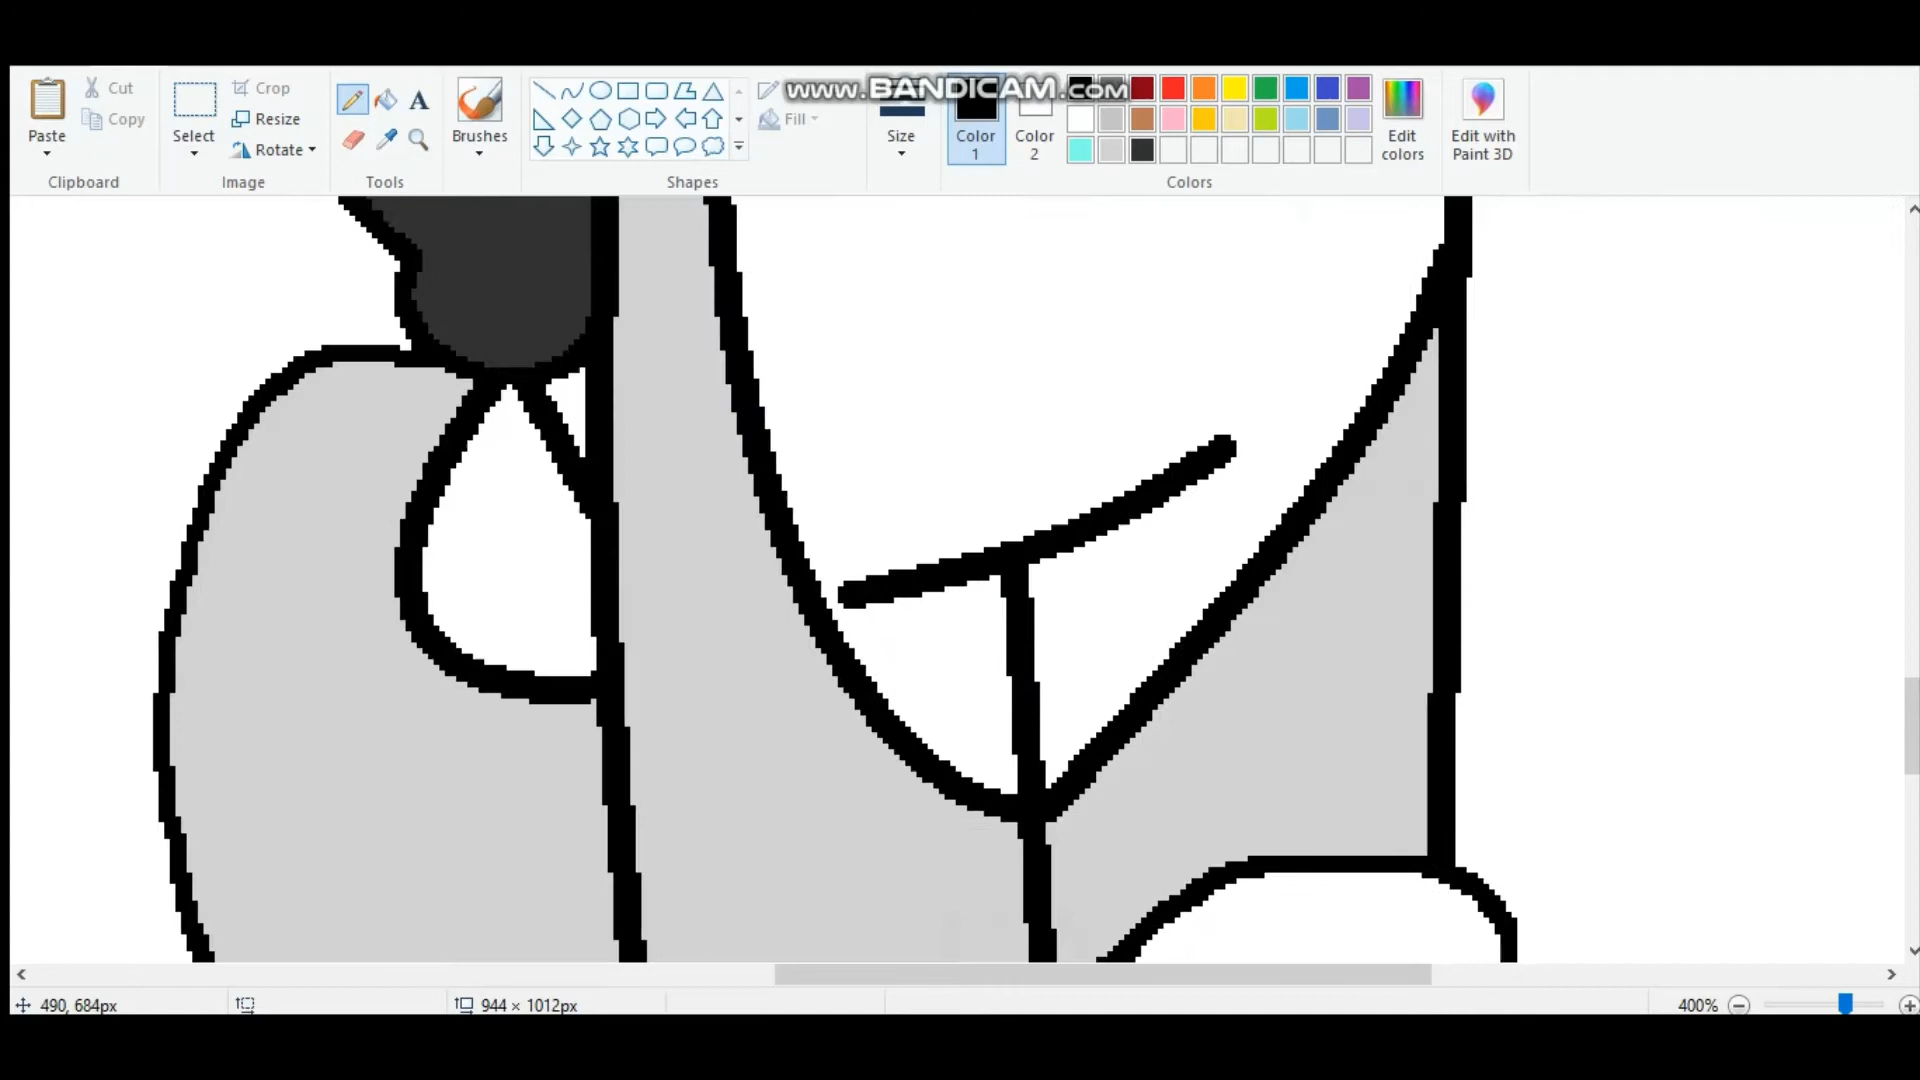 www.BANDICAM.com
Paste
Cut
Copy
Clipboard
Select
Crop
Resize
Rotate
Image
A
Tools
Brushes
Fill
Shapes
Size
Color
1
Color
2
Edit
colors
Colors
Edit with
Paint 3D
490, 684px
944 × 1012px
400%